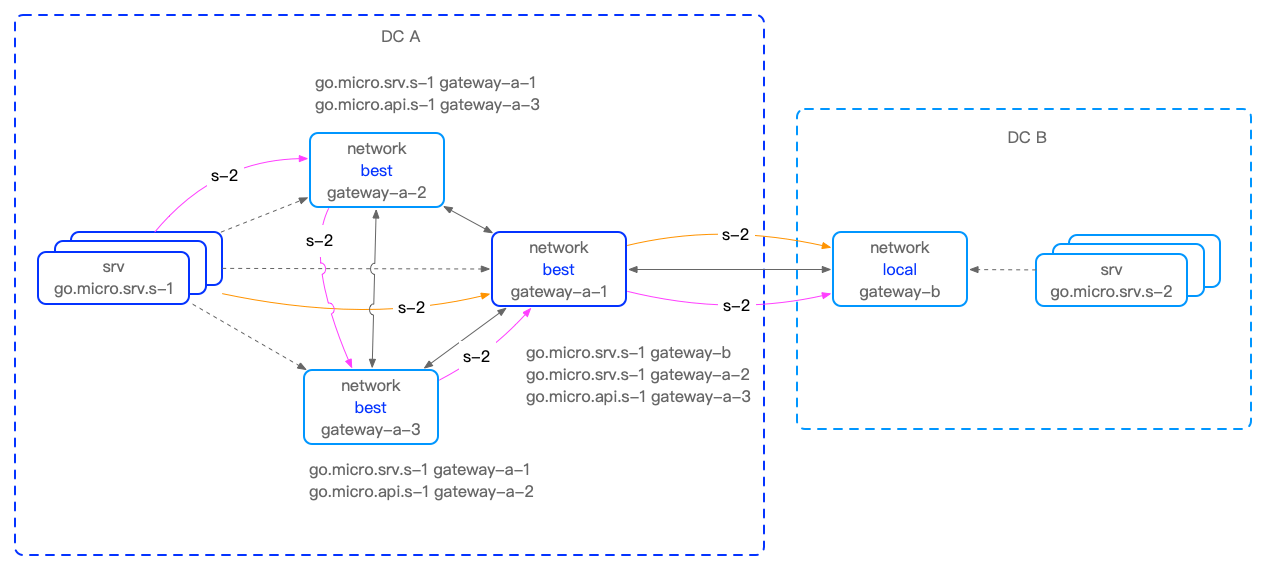 DC A
go.micro.srv.s-1 gateway-a-1
go.micro.api.s-1 gateway-a-3
network
best
gateway-a-2
s-2
s-2
srv
go.micro.srv.s-1
network
best
gateway-a-1
s-2
s-2
network
best
gateway-a-3
go.micro.srv.s-1 gateway-b
go.micro.srv.s-1 gateway-a-2
go.micro.api.s-1 gateway-a-3
go.micro.srv.s-1 gateway-a-1
go.micro.api.s-1 gateway-a-2
s-2
s-2
DC B
network
local
gateway-b
srv
go.micro.srv.s-2